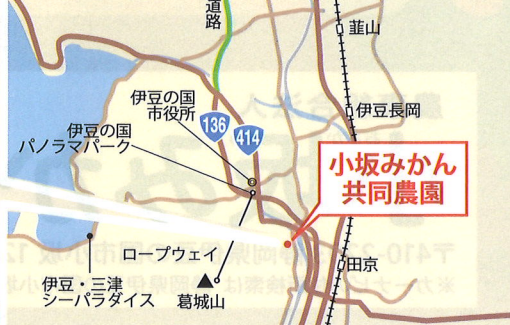 道路
韮山
伊豆の国
市役所
136
414
伊豆長岡
伊豆の国
パノラマパーク
小坂みかん
共同農園
ロープウェイ
伊豆・三津
シーパラダイス
葛城山
田京